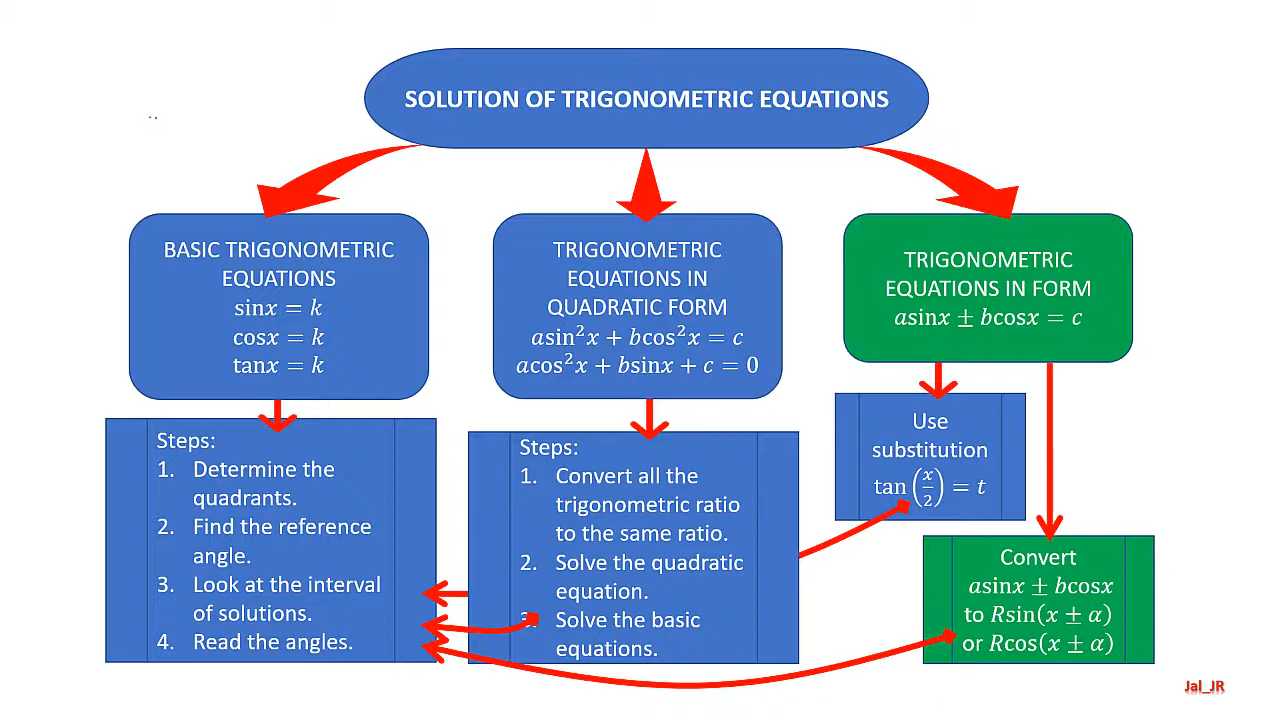 SOLUTION OF TRIGONOMETRIC EQUATIONS
BASIC TRIGONOMETRIC
EQUATIONS
sinx = k
cosx = k
tanx = k
TRIGONOMETRIC
EQUATIONS IN
QUADRATIC FORM
asin²x + bcos²x = c
acos²x + bsinx + c = 0
TRIGONOMETRIC
EQUATIONS IN FORM
asinx ± bcosx = c
Steps:
1. Determine the
quadrants.
2. Find the reference
angle.
3. Look at the interval
of solutions.
4. Read the angles.
Steps:
1. Convert all the
trigonometric ratio
to the same ratio.
2. Solve the quadratic
equation.
3. Solve the basic
equations.
Use
substitution
tan(x/2) = t
Convert
asinx ± bcosx
to Rsin(x ± α)
or Rcos(x ± α)
Jal_JR